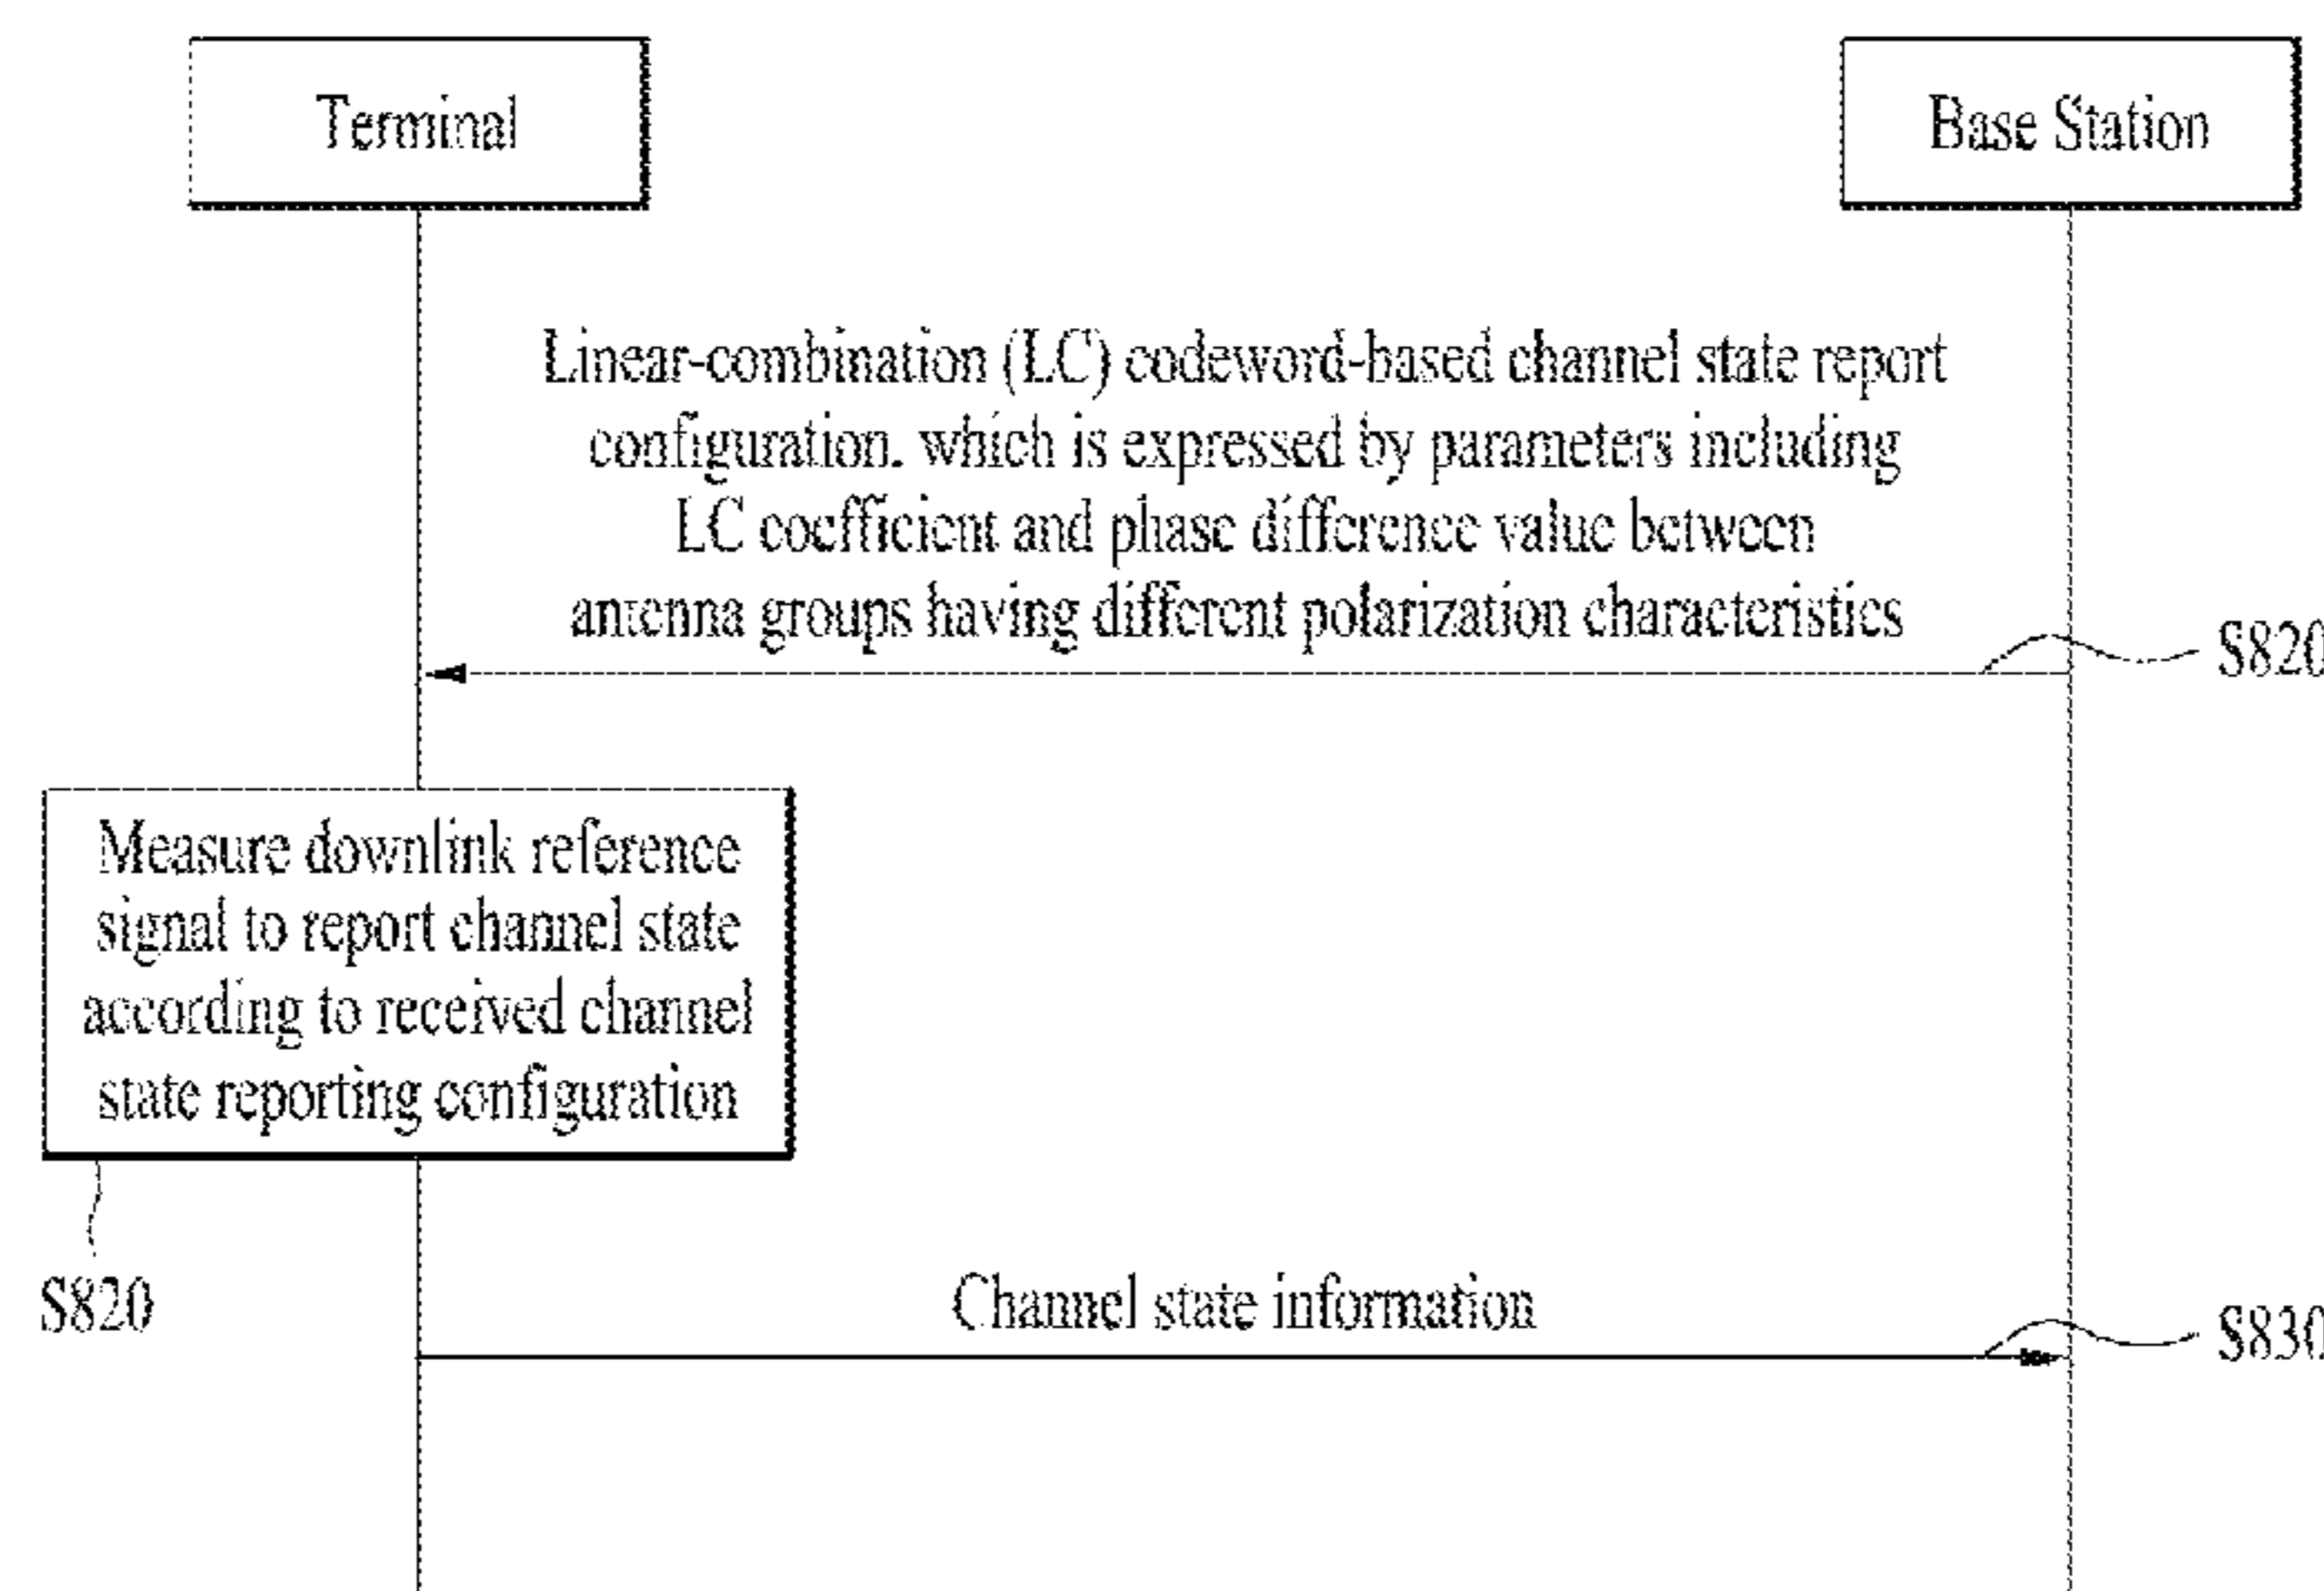 Terminal
Base Station
Linear-combination (LC) codeword-based channel state report
configuration. which is expressed by parameters including
LC coefficient and phase difference value between
antenna groups having different polarization characteristics
S820
Measure downlink reference
signal to report channel state
according to received channel
state reporting configuration
S820
Channel state information
S830